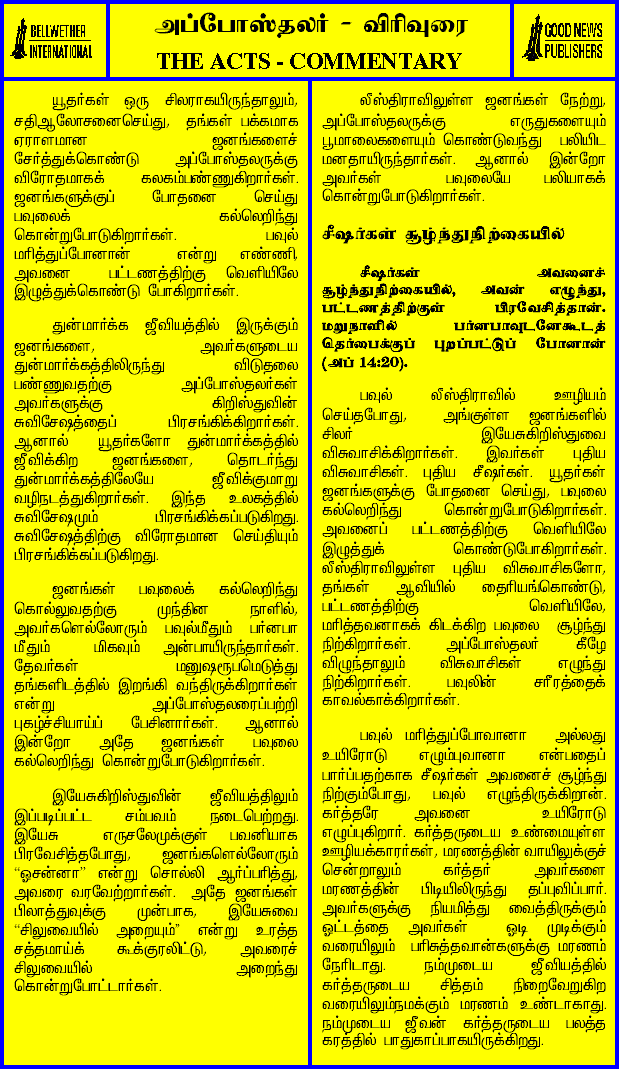 BELLWETHER
INTERNATIONAL
அப்போஸ்தலர் - விரிவுரை
THE ACTS - COMMENTARY
GOOD NEWS
PUBLISHERS
யூதர்கள் ஒரு சிலராகயிருந்தாலும்,
சதிஆலோசனைசெய்து, தங்கள் பக்கமாக
ஏராளமான ஜனங்களைச்
சேர்த்துக்கொண்டு அப்போஸ்தலருக்கு
விரோதமாகக் கலகம்பண்ணுகிறார்கள்.
ஜனங்களுக்குப் போதனை செய்து
பவுலைக் கல்லெறிந்து
கொன்றுபோடுகிறார்கள். பவுல்
மரித்துப்போனான் என்று எண்ணி,
அவனை பட்டணத்திற்கு வெளியிலே
இழுத்துக்கொண்டு போகிறார்கள்.
துன்மார்க்க ஜீவியத்தில் இருக்கும்
ஜனங்களை, அவர்களுடைய
துன்மார்க்கத்திலிருந்து விடுதலை
பண்ணுவதற்கு அப்போஸ்தலர்கள்
அவர்களுக்கு கிறிஸ்துவின்
சுவிசேஷத்தைப் பிரசங்கிக்கிறார்கள்.
ஆனால் யூதர்களோ துன்மார்க்கத்தில்
ஜீவிக்கிற ஜனங்களை, தொடர்ந்து
துன்மார்க்கத்திலேயே ஜீவிக்குமாறு
வழிநடத்துகிறார்கள். இந்த உலகத்தில்
சுவிசேஷமும் பிரசங்கிக்கப்படுகிறது.
சுவிசேஷத்திற்கு விரோதமான செய்தியும்
பிரசங்கிக்கப்படுகிறது.
ஜனங்கள் பவுலைக் கல்லெறிந்து
கொல்லுவதற்கு முந்தின நாளில்,
அவர்களெல்லோரும் பவுல்மீதும் பர்னபா
மீதும் மிகவும் அன்பாயிருந்தார்கள்.
தேவர்கள் மனுஷரூபமெடுத்து
தங்களிடத்தில் இறங்கி வந்திருக்கிறார்கள்
என்று அப்போஸ்தலரைப்பற்றி
புகழ்ச்சியாய்ப் பேசினார்கள். ஆனால்
இன்றோ அதே ஜனங்கள் பவுலை
கல்லெறிந்து கொன்றுபோடுகிறார்கள்.
இயேசுகிறிஸ்துவின் ஜீவியத்திலும்
இப்படிப்பட்ட சம்பவம் நடைபெற்றது.
இயேசு எருசலேமுக்குள் பவனியாக
பிரவேசித்தபோது, ஜனங்களெல்லோரும்
“ஓசன்னா” என்று சொல்லி ஆர்ப்பரித்து,
அவரை வரவேற்றார்கள். அதே ஜனங்கள்
பிலாத்துவுக்கு முன்பாக, இயேசுவை
“சிலுவையில் அறையும்” என்று உரத்த
சத்தமாய்க் கூக்குரலிட்டு, அவரைச்
சிலுவையில் அறைந்து
கொன்றுபோட்டார்கள்.
லீஸ்திராவிலுள்ள ஜனங்கள் நேற்று,
அப்போஸ்தலருக்கு எருதுகளையும்
பூமாலைகளையும் கொண்டுவந்து பலியிட
மனதாயிருந்தார்கள். ஆனால் இன்றோ
அவர்கள் பவுலையே பலியாகக்
கொன்றுபோடுகிறார்கள்.
சீஷர்கள் சூழ்ந்துநிற்கையில்
சீஷர்கள் அவனைச்
சூழ்ந்துநிற்கையில், அவன் எழுந்து,
பட்டணத்திற்குள் பிரவேசித்தான்.
மறுநாளில் பர்னபாவுடனேகூடத்
தெர்பைக்குப் புறப்பட்டுப் போனான்
(அப் 14:20).
பவுல் லீஸ்திராவில் ஊழியம்
செய்தபோது, அங்குள்ள ஜனங்களில்
சிலர் இயேசுகிறிஸ்துவை
விசுவாசிக்கிறார்கள். இவர்கள் புதிய
விசுவாசிகள். புதிய சீஷர்கள். யூதர்கள்
ஜனங்களுக்கு போதனை செய்து, பவுலை
கல்லெறிந்து கொன்றுபோடுகிறார்கள்.
அவனைப் பட்டணத்திற்கு வெளியிலே
இழுத்துக் கொண்டுபோகிறார்கள்.
லீஸ்திராவிலுள்ள புதிய விசுவாசிகளோ,
தங்கள் ஆவியில் தைரியங்கொண்டு,
பட்டணத்திற்கு வெளியிலே,
மரித்தவனாகக் கிடக்கிற பவுலை சூழ்ந்து
நிற்கிறார்கள். அப்போஸ்தலர் கீழே
விழுந்தாலும் விசுவாசிகள் எழுந்து
நிற்கிறார்கள். பவுலின் சரீரத்தைக்
காவல்காக்கிறார்கள்.
பவுல் மரித்துப்போவானா அல்லது
உயிரோடு எழும்புவானா என்பதைப்
பார்ப்பதற்காக சீஷர்கள் அவனைச் சூழ்ந்து
நிற்கும்போது, பவுல் எழுந்திருக்கிறான்.
கர்த்தரே அவனை உயிரோடு
எழுப்புகிறார். கர்த்தருடைய உண்மையுள்ள
ஊழியக்காரர்கள், மரணத்தின் வாயிலுக்குச்
சென்றாலும் கர்த்தர் அவர்களை
மரணத்தின் பிடியிலிருந்து தப்புவிப்பார்.
அவர்களுக்கு நியமித்து வைத்திருக்கும்
ஓட்டத்தை அவர்கள் ஓடி முடிக்கும்
வரையிலும் பரிசுத்தவான்களுக்கு மரணம்
நேரிடாது. நம்முடைய ஜீவியத்தில்
கர்த்தருடைய சித்தம் நிறைவேறுகிற
வரையிலும்நமக்கும் மரணம் உண்டாகாது.
நம்முடைய ஜீவன் கர்த்தருடைய பலத்த
கரத்தில் பாதுகாப்பாகயிருக்கிறது.